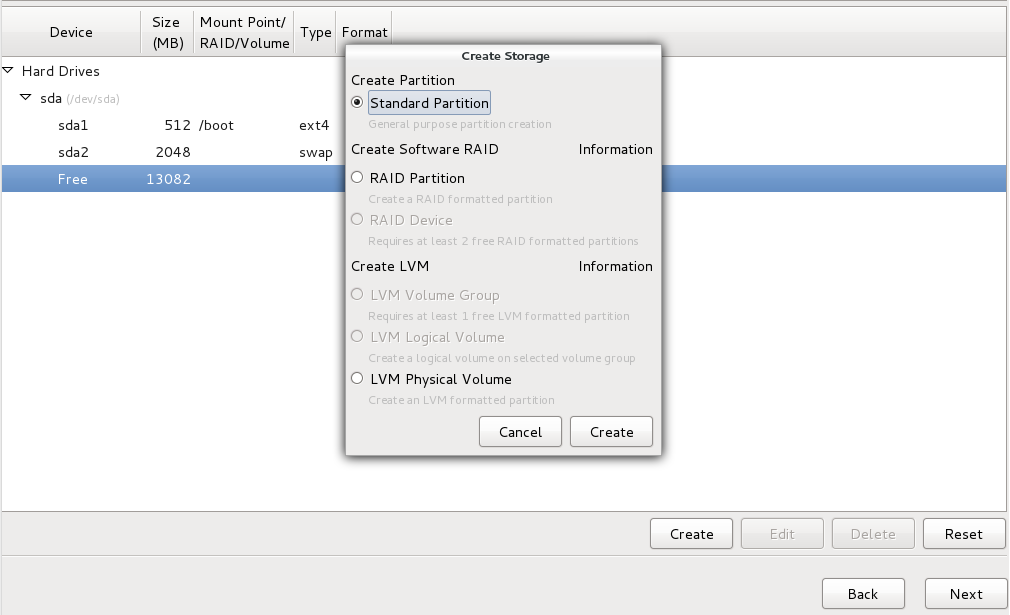 Device
Size
(MB)
Mount Point/
RAID/Volume
Type
Format
Hard Drives
sda (/dev/sda)
sda1 512 /boot ext4
sda2 2048 swap
Free 13082
Create Storage
Create Partition
Standard Partition
General purpose partition creation
Create Software RAID Information
RAID Partition
Create a RAID formatted partition
RAID Device
Requires at least 2 free RAID formatted partitions
Create LVM Information
LVM Volume Group
Requires at least 1 free LVM formatted partition
LVM Logical Volume
Create a logical volume on selected volume group
LVM Physical Volume
Create an LVM formatted partition
Cancel Create
Create Edit Delete Reset
Back Next